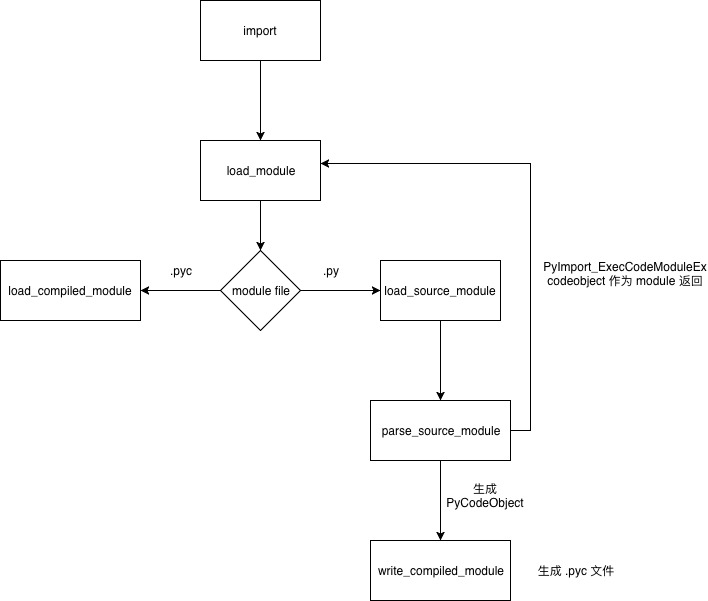 import
load_module
.pyc
.py
load_compiled_module
module file
load_source_module
PyImport_ExecCodeModuleEx
codeobject 作为 module 返回
parse_source_module
生成
PyCodeObject
write_compiled_module
生成 .pyc 文件